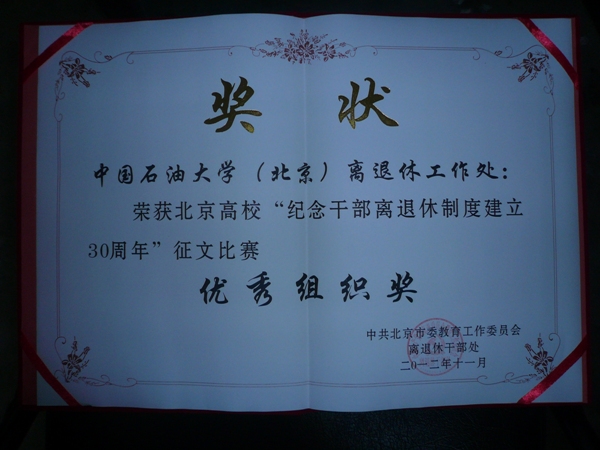 奖状
中国石油大学（北京）离退休工作处：
荣获北京高校“纪念干部离退休制度建立
30周年”征文比赛
优秀组织奖
中共北京市委教育工作委员会
离退休干部处
二〇一二年十一月